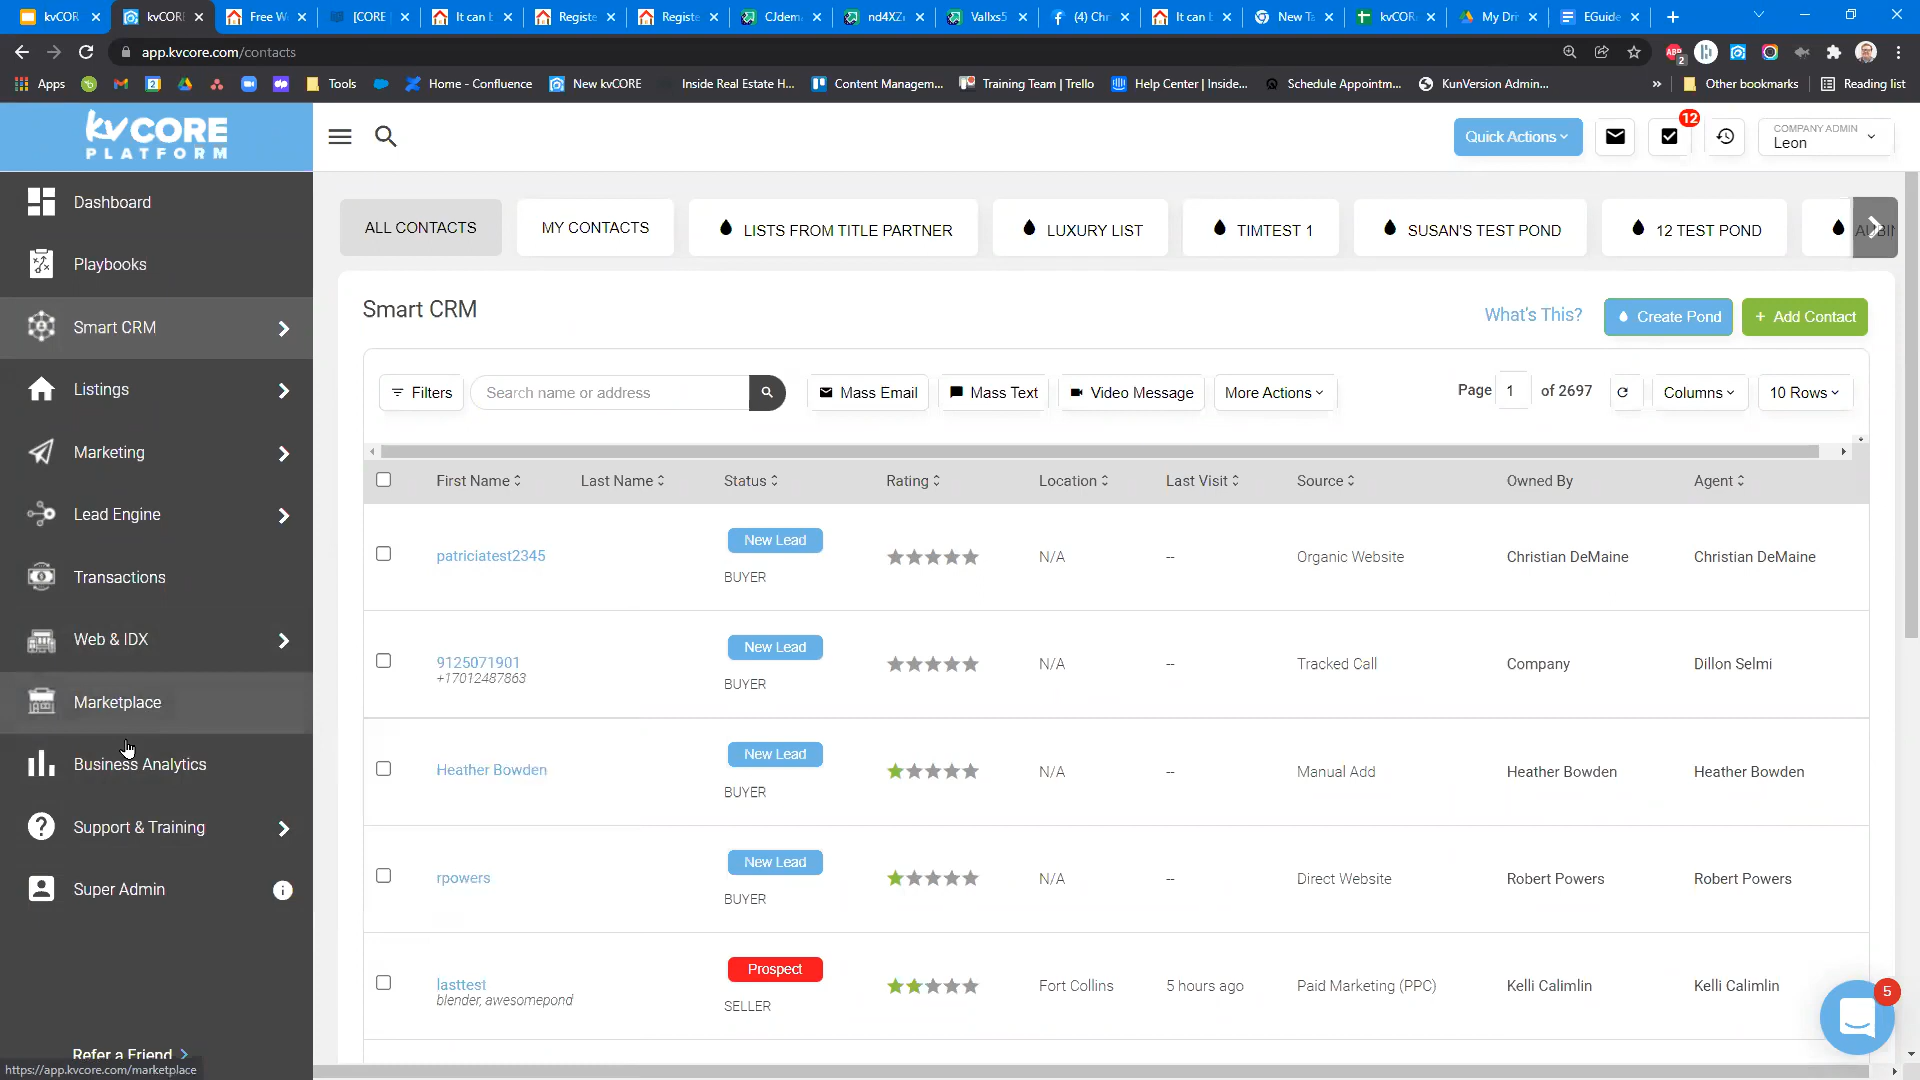 kvCORE
kvCORE
Free W
[CORE
It can b
Registe
Registe
CJdem
nd4XZ
Vallxs5
(4) Chr
It can b
New Ta
kvCOR
My Dri
EGuide
app.kvcore.com/contacts
Apps
Tools
Home - Confluence
New kvCORE
Inside Real Estate H...
Content Managem...
Training Team | Trello
Help Center | Inside...
Schedule Appointm...
KunVersion Admin...
»
Other bookmarks
Reading list
kvCORE
PLATFORM
Quick Actions
12
COMPANY ADMIN
Leon
Dashboard
Playbooks
Smart CRM
Listings
Marketing
Lead Engine
Transactions
Web & IDX
Marketplace
Business Analytics
Support & Training
Super Admin
Refer a Friend
https://app.kvcore.com/marketplace
ALL CONTACTS
MY CONTACTS
LISTS FROM TITLE PARTNER
LUXURY LIST
TIMTEST 1
SUSAN'S TEST POND
12 TEST POND
Smart CRM
What's This?
Create Pond
+ Add Contact
Filters
Search name or address
Mass Email
Mass Text
Video Message
More Actions
Page 1 of 2697
Columns
10 Rows
First Name Last Name Status Rating Location Last Visit Source Owned By Agent
patriciatest2345 New Lead N/A -- Organic Website Christian DeMaine Christian DeMaine
BUYER
9125071901 New Lead N/A -- Tracked Call Company Dillon Selmi
+17012487863 BUYER
Heather Bowden New Lead N/A -- Manual Add Heather Bowden Heather Bowden
BUYER
rpowers New Lead N/A -- Direct Website Robert Powers Robert Powers
BUYER
lasttest Prospect Fort Collins 5 hours ago Paid Marketing (PPC) Kelli Calimlin Kelli Calimlin
blender, awesomepond SELLER
5